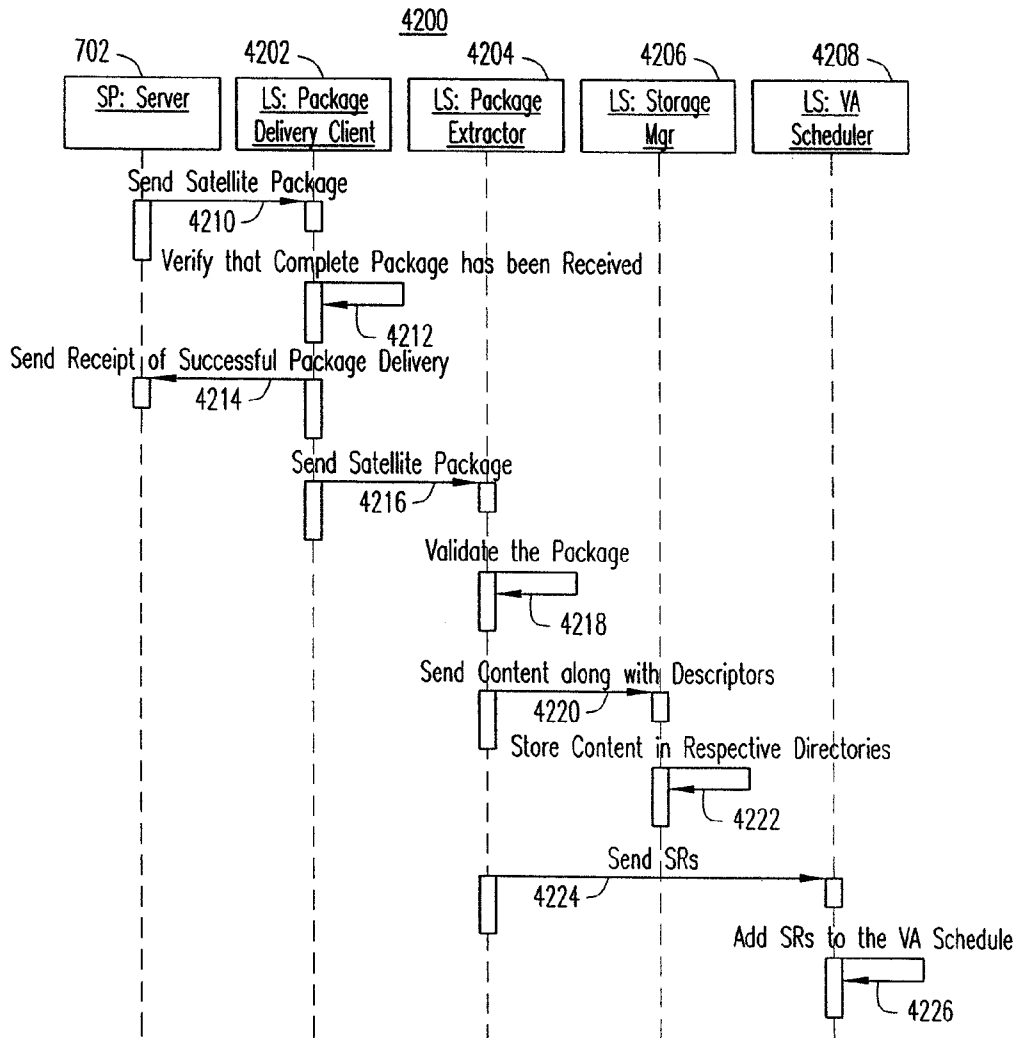 4200
702
4202
4204
4206
4208
SP: Server
LS: Package
Delivery Client
LS: Package
Extractor
LS: Storage
Mgr
LS: VA
Scheduler
Send Satellite Package
4210
Verify that Complete Package has been Received
4212
Send Receipt of Successful Package Delivery
4214
Send Satellite Package
4216
Validate the Package
4218
Send Content along with Descriptors
4220
Store Content in Respective Directories
4222
Send SRs
4224
Add SRs to the VA Schedule
4226